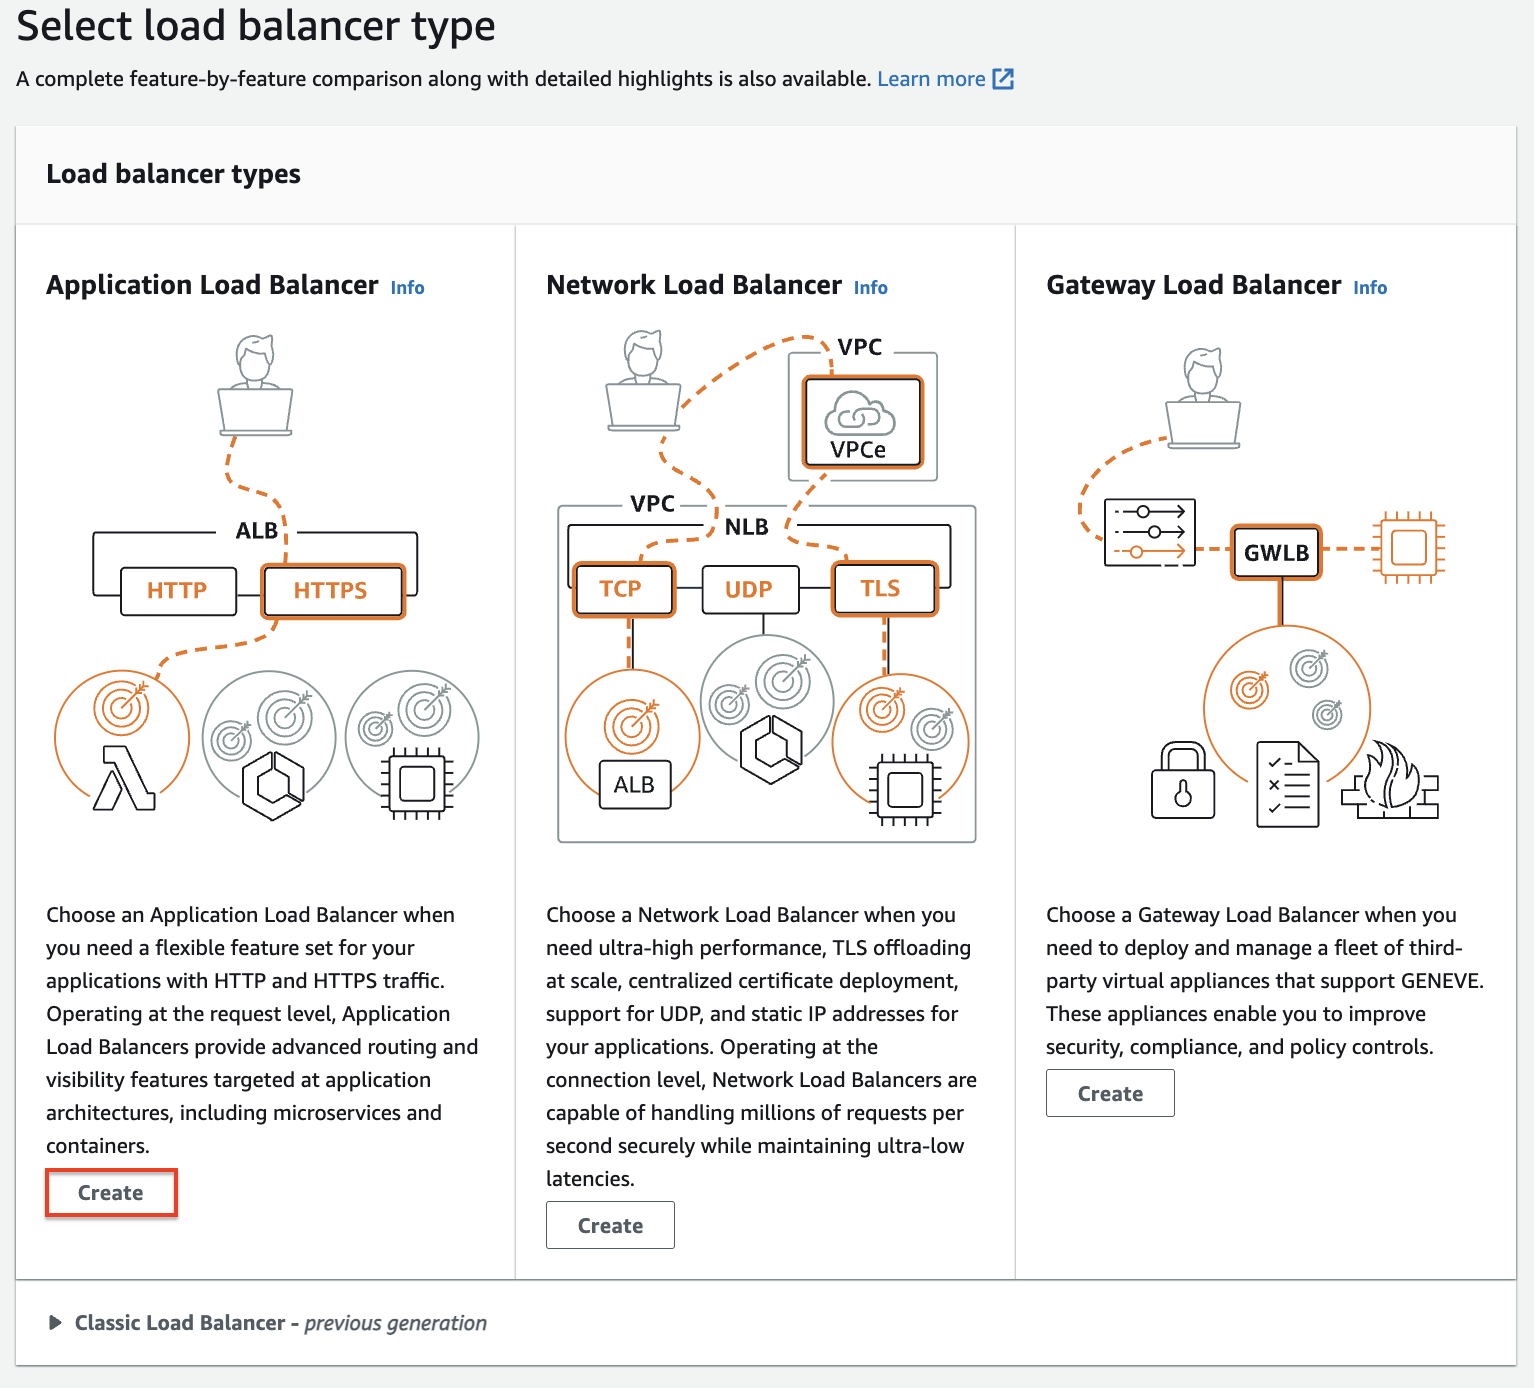 Select load balancer type
A complete feature-by-feature comparison along with detailed highlights is also available. Learn more
Load balancer types
Application Load Balancer Info
ALB
HTTP
HTTPS
Choose an Application Load Balancer when
you need a flexible feature set for your
applications with HTTP and HTTPS traffic.
Operating at the request level, Application
Load Balancers provide advanced routing and
visibility features targeted at application
architectures, including microservices and
containers.
Create
Network Load Balancer Info
VPC
VPCe
VPC
NLB
TCP
UDP
TLS
ALB
Choose a Network Load Balancer when you
need ultra-high performance, TLS offloading
at scale, centralized certificate deployment,
support for UDP, and static IP addresses for
your applications. Operating at the
connection level, Network Load Balancers are
capable of handling millions of requests per
second securely while maintaining ultra-low
latencies.
Create
Gateway Load Balancer Info
GWLB
Choose a Gateway Load Balancer when you
need to deploy and manage a fleet of third-
party virtual appliances that support GENEVE.
These appliances enable you to improve
security, compliance, and policy controls.
Create
Classic Load Balancer - previous generation